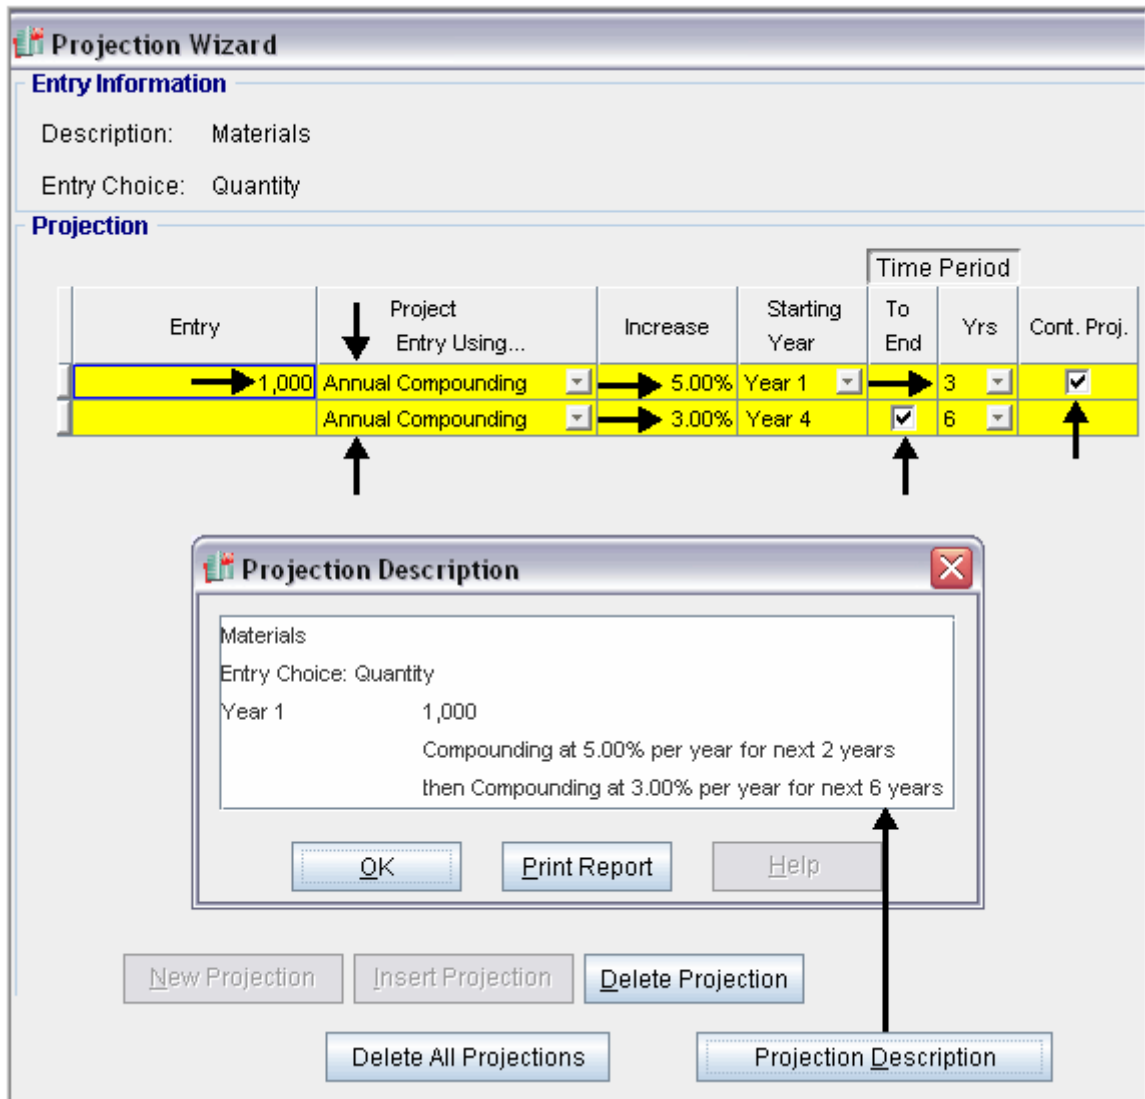 Projection Wizard
Entry Information
Description: Materials
Entry Choice: Quantity
Projection
Time Period
Entry Project Entry Using... Increase Starting Year To End Yrs Cont. Proj.
1,000 Annual Compounding 5.00% Year 1 3
Annual Compounding 3.00% Year 4 6
Projection Description
Materials
Entry Choice: Quantity
Year 1 1,000
Compounding at 5.00% per year for next 2 years
then Compounding at 3.00% per year for next 6 years
OK Print Report Help
New Projection Insert Projection Delete Projection
Delete All Projections Projection Description